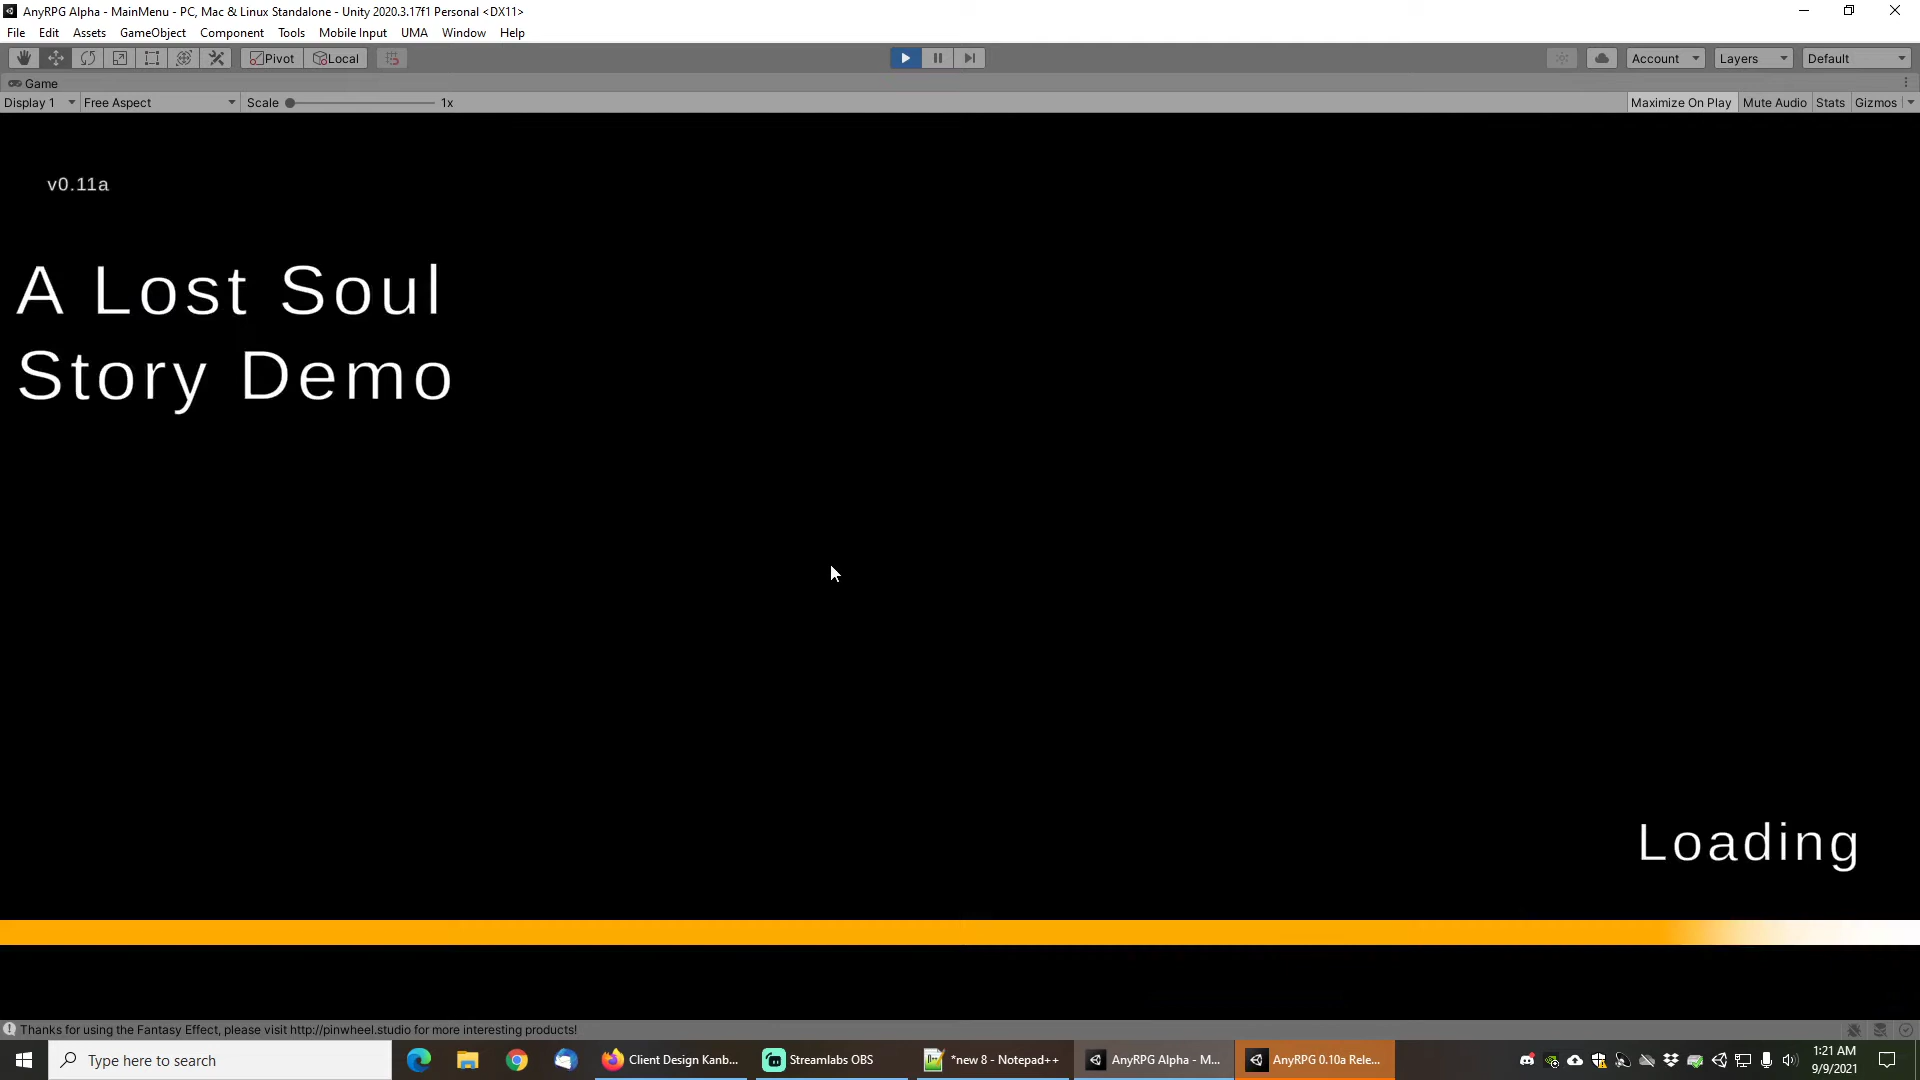 AnyRPG Alpha - MainMenu - PC, Mac & Linux Standalone - Unity 2020.3.17f1 Personal <DX11>
File Edit Assets GameObject Component Tools Mobile Input UMA Window Help
Pivot Local Account Layers Default
Game
Display 1 Free Aspect Scale 1x Maximize On Play Mute Audio Stats Gizmos
v0.11a
A Lost Soul
Story Demo
Loading
Thanks for using the Fantasy Effect, please visit http://pinwheel.studio for more interesting products!
Type here to search Client Design Kanb... Streamlabs OBS *new 8 - Notepad++ AnyRPG Alpha - M... AnyRPG 0.10a Rele... 1:21 AM
9/9/2021